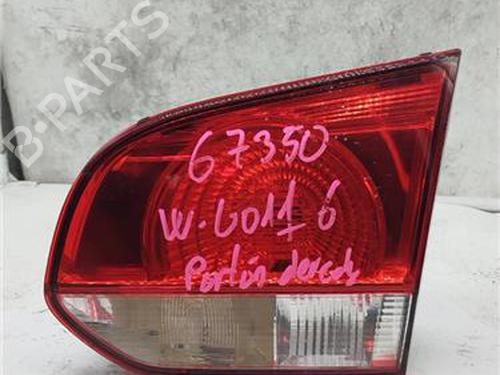 B-PARTS
67350
W. Golf 6
Portón derecho